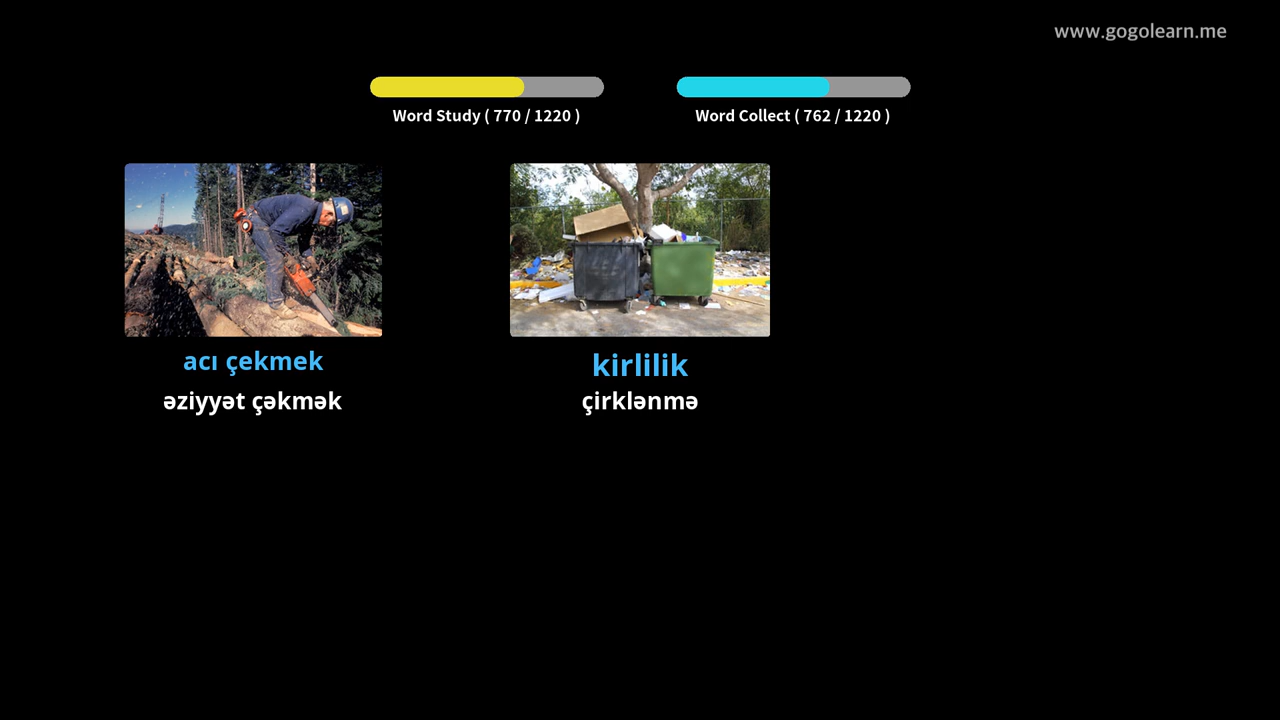 www.gogolearn.me
Word Study ( 770 / 1220 )
Word Collect ( 762 / 1220 )
acı çekmek
əziyyət çəkmək
kirlilik
çirklənmə